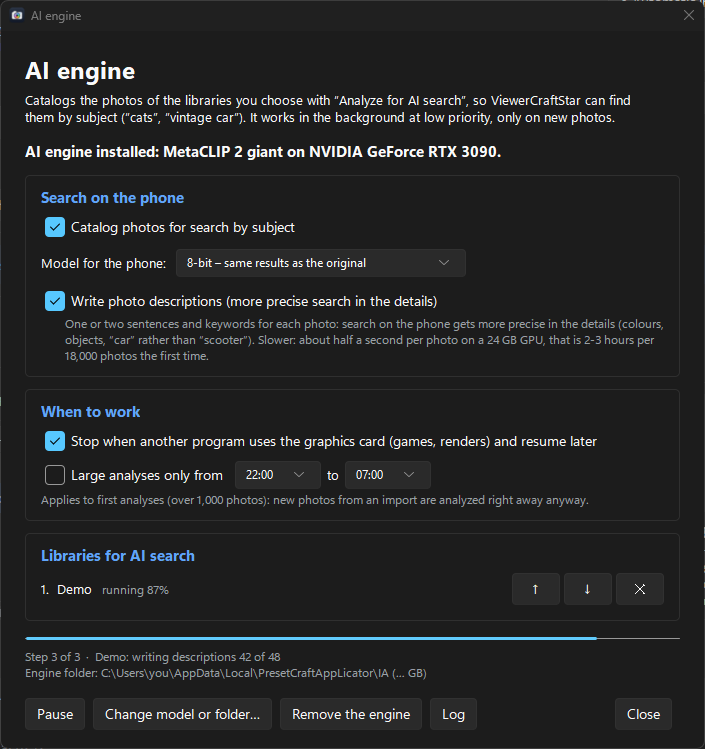 AI engine
AI engine
Catalogs the photos of the libraries you choose with “Analyze for AI search”, so ViewerCraftStar can find
them by subject (“cats”, “vintage car”). It works in the background at low priority, only on new photos.
AI engine installed: MetaCLIP 2 giant on NVIDIA GeForce RTX 3090.
Search on the phone
Catalog photos for search by subject
Model for the phone: 8-bit – same results as the original
Write photo descriptions (more precise search in the details)
One or two sentences and keywords for each photo: search on the phone gets more precise in the details (colours,
objects, “car” rather than “scooter”). Slower: about half a second per photo on a 24 GB GPU, that is 2-3 hours per
18,000 photos the first time.
When to work
Stop when another program uses the graphics card (games, renders) and resume later
Large analyses only from 22:00 to 07:00
Applies to first analyses (over 1,000 photos): new photos from an import are analyzed right away anyway.
Libraries for AI search
1. Demo running 87%
Step 3 of 3 · Demo: writing descriptions 42 of 48
Engine folder: C:\Users\you\AppData\Local\PresetCraftAppLicator\IA (... GB)
Pause Change model or folder... Remove the engine Log Close